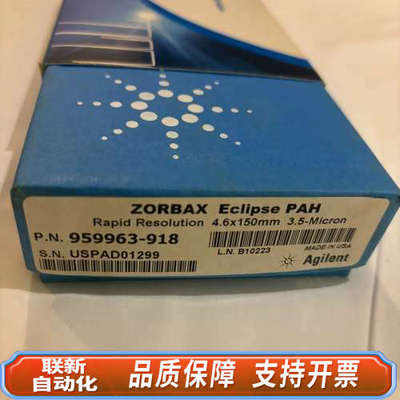 ZORBAX Eclipse PAH
Rapid Resolution 4.6x150mm 3.5-Micron
P.N. 959963-918
MADE IN USA
S.N. USPAD01299
L.N. B10223
Agilent
联新
自动化
品质保障 支持开票